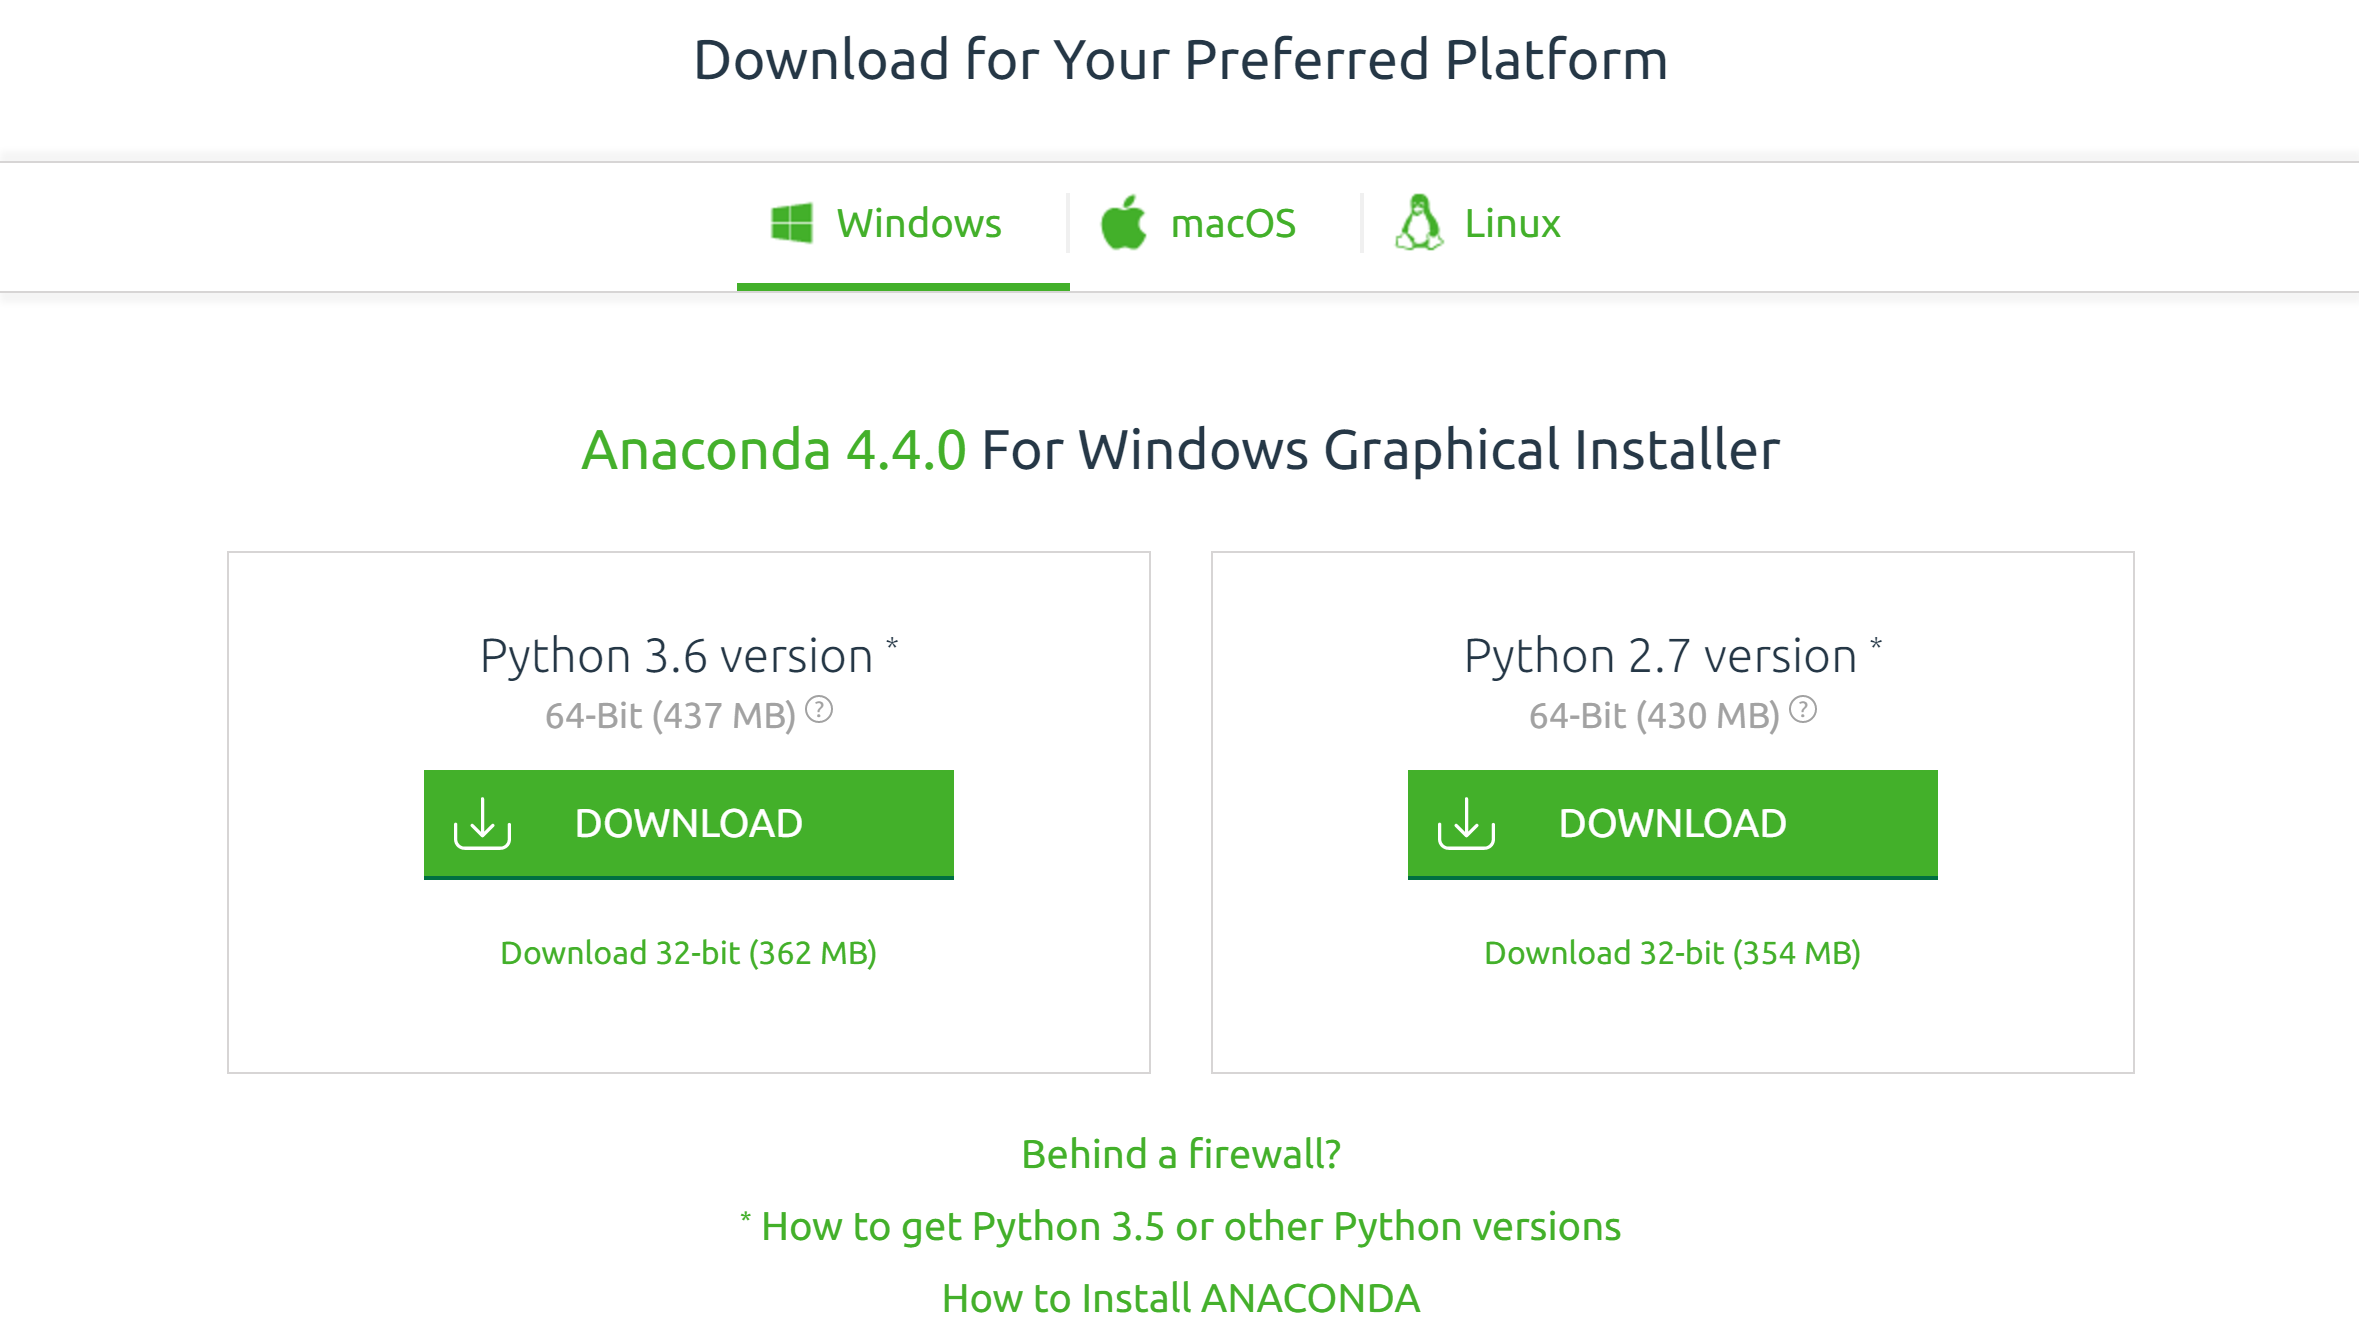 Download for Your Preferred Platform
Windows
macOS
Linux
Anaconda 4.4.0 For Windows Graphical Installer
Python 3.6 version *
64-Bit (437 MB) ?
DOWNLOAD
Download 32-bit (362 MB)
Python 2.7 version *
64-Bit (430 MB) ?
DOWNLOAD
Download 32-bit (354 MB)
Behind a firewall?
* How to get Python 3.5 or other Python versions
How to Install ANACONDA